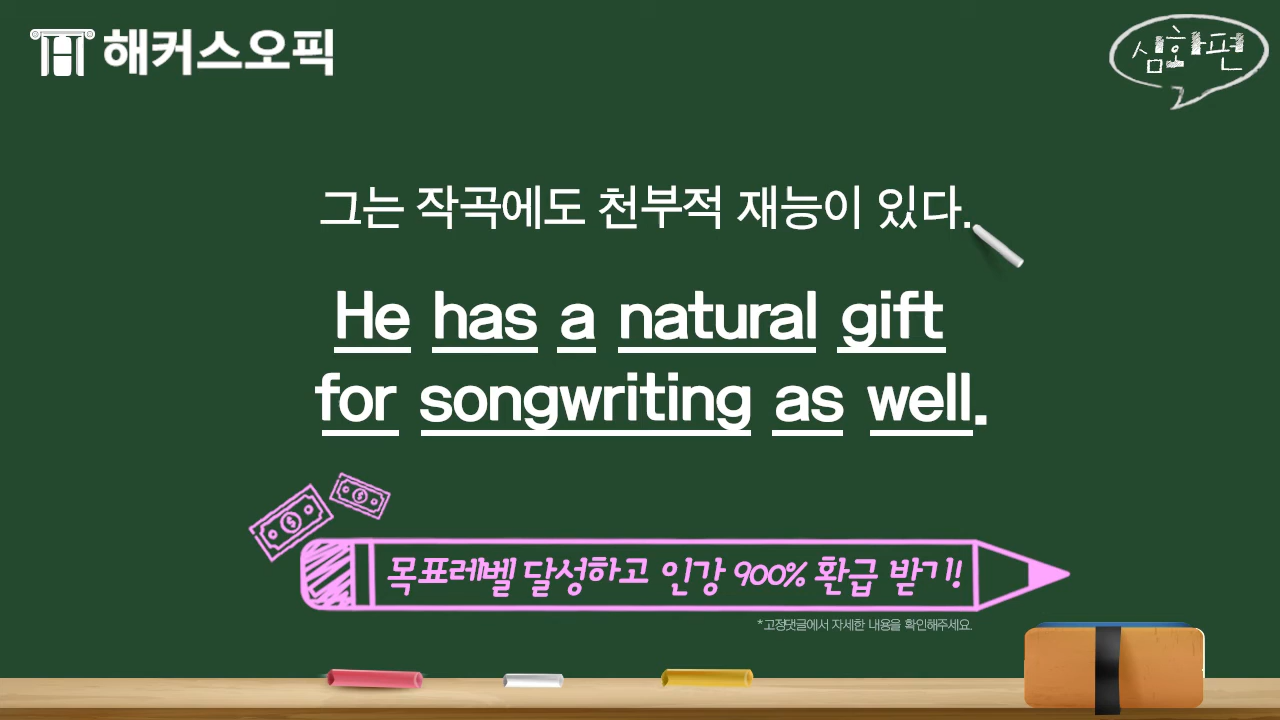 해커스오픽
심화편
그는 작곡에도 천부적 재능이 있다.
He has a natural gift
for songwriting as well.
목표레벨 달성하고 인강 900% 환급 받기!
*고정댓글에서 자세한 내용을 확인해주세요.